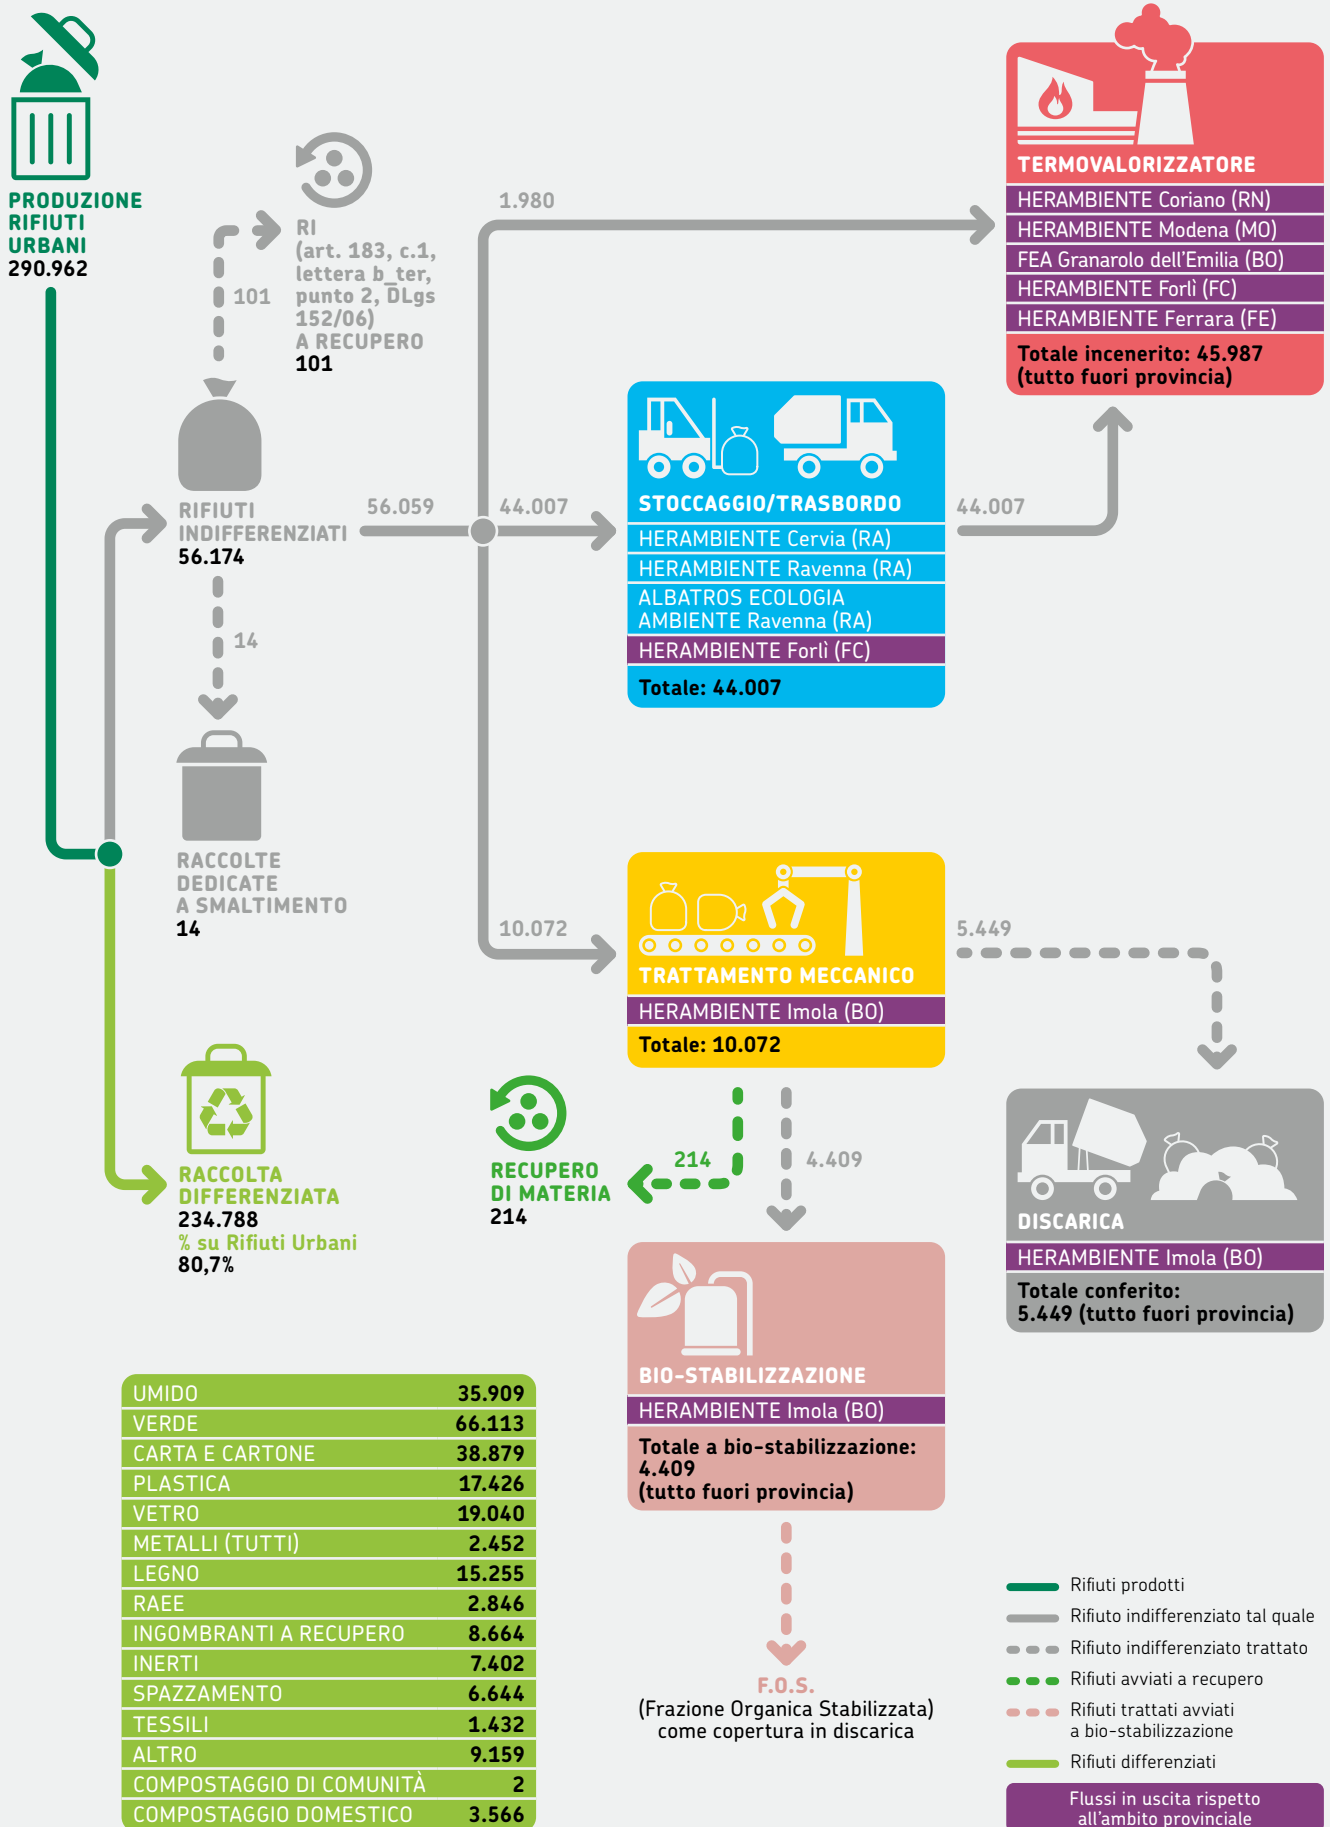 PRODUZIONE
RIFIUTI
URBANI
290.962
101
RI
(art. 183, c.1,
lettera b_ter,
punto 2, DLgs
152/06)
A RECUPERO
101
RIFIUTI
INDIFFERENZIATI
56.174
14
RACCOLTE
DEDICATE
A SMALTIMENTO
14
RACCOLTA
DIFFERENZIATA
234.788
% su Rifiuti Urbani
80,7%
56.059
1.980
44.007
10.072
TERMOVALORIZZATORE
HERAMBIENTE Coriano (RN)
HERAMBIENTE Modena (MO)
FEA Granarolo dell'Emilia (BO)
HERAMBIENTE Forlì (FC)
HERAMBIENTE Ferrara (FE)
Totale incenerito: 45.987
(tutto fuori provincia)
STOCCAGGIO/TRASBORDO
HERAMBIENTE Cervia (RA)
HERAMBIENTE Ravenna (RA)
ALBATROS ECOLOGIA
AMBIENTE Ravenna (RA)
HERAMBIENTE Forlì (FC)
Totale: 44.007
44.007
TRATTAMENTO MECCANICO
HERAMBIENTE Imola (BO)
Totale: 10.072
5.449
RECUPERO
DI MATERIA
214
214
4.409
DISCARICA
HERAMBIENTE Imola (BO)
Totale conferito:
5.449 (tutto fuori provincia)
BIO-STABILIZZAZIONE
HERAMBIENTE Imola (BO)
Totale a bio-stabilizzazione:
4.409
(tutto fuori provincia)
F.O.S.
(Frazione Organica Stabilizzata)
come copertura in discarica
UMIDO 35.909
VERDE 66.113
CARTA E CARTONE 38.879
PLASTICA 17.426
VETRO 19.040
METALLI (TUTTI) 2.452
LEGNO 15.255
RAEE 2.846
INGOMBRANTI A RECUPERO 8.664
INERTI 7.402
SPAZZAMENTO 6.644
TESSILI 1.432
ALTRO 9.159
COMPOSTAGGIO DI COMUNITÀ 2
COMPOSTAGGIO DOMESTICO 3.566
Rifiuti prodotti
Rifiuto indifferenziato tal quale
Rifiuto indifferenziato trattato
Rifiuti avviati a recupero
Rifiuti trattati avviati
a bio-stabilizzazione
Rifiuti differenziati
Flussi in uscita rispetto
all'ambito provinciale